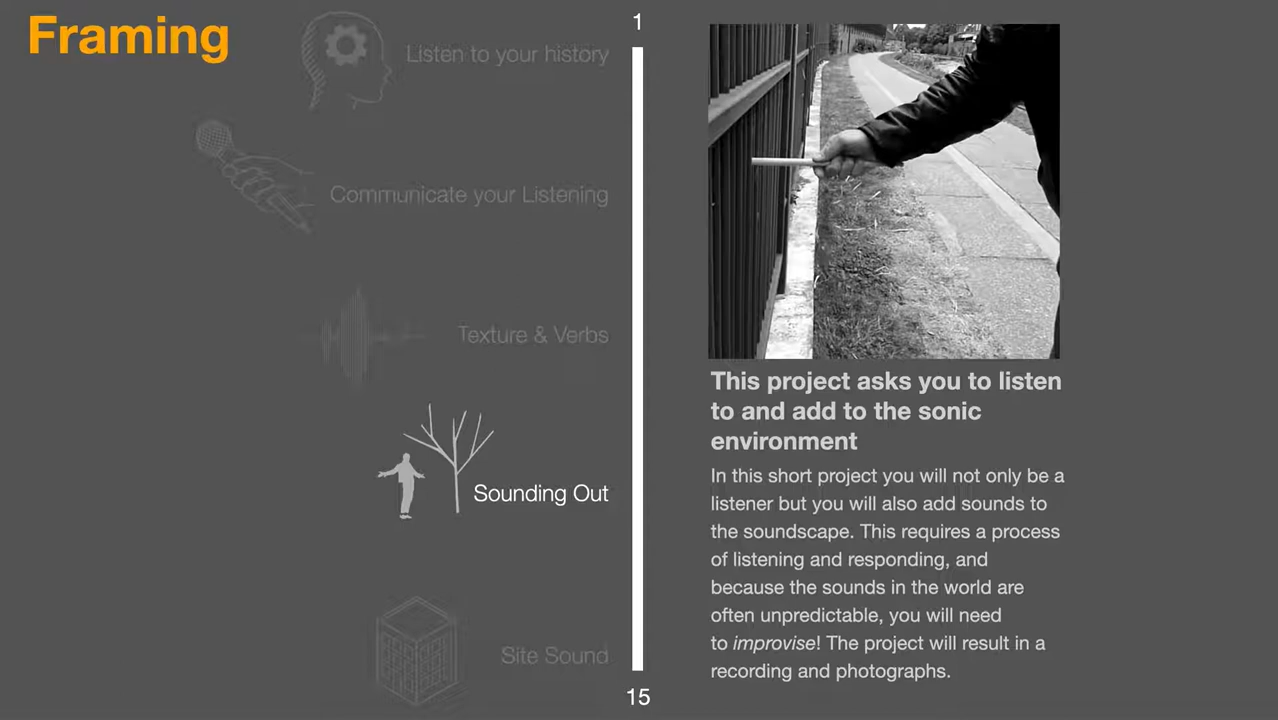 Framing
Listen to your history
Communicate your Listening
Texture & Verbs
Sounding Out
Site Sound
1
15
This project asks you to listen
to and add to the sonic
environment
In this short project you will not only be a
listener but you will also add sounds to
the soundscape. This requires a process
of listening and responding, and
because the sounds in the world are
often unpredictable, you will need
to improvise! The project will result in a
recording and photographs.